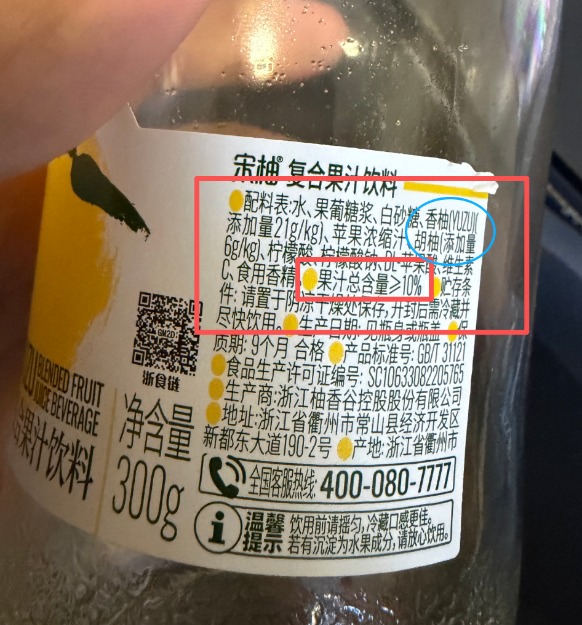 宋柚® 复合果汁饮料
配料表:水、果葡糖浆、白砂糖、香柚(YUZU)(
添加量21g/kg)、苹果浓缩汁、胡柚(添加量
6g/kg)、柠檬酸、柠檬酸钠、DL-苹果酸、维生素
C、食用香精 果汁总含量≥10% 贮存条
件:请置于阴凉干燥处保存,开封后需冷藏并
尽快饮用。 生产日期:见瓶身或瓶盖 保
质期:9个月 合格 产品标准号:GB/T 31121
食品生产许可证编号:SC10633082205765
生产商:浙江柚香谷控股股份有限公司
地址:浙江省衢州市常山县经济开发区
新都东大道190-2号 产地:浙江省衢州市
全国客服热线:400-080-7777
温馨提示 饮用前请摇匀,冷藏口感更佳。
若有沉淀为水果成分,请放心饮用。
浙食链
BLENDED FRUIT
JUICE BEVERAGE
果汁饮料
净含量
300g